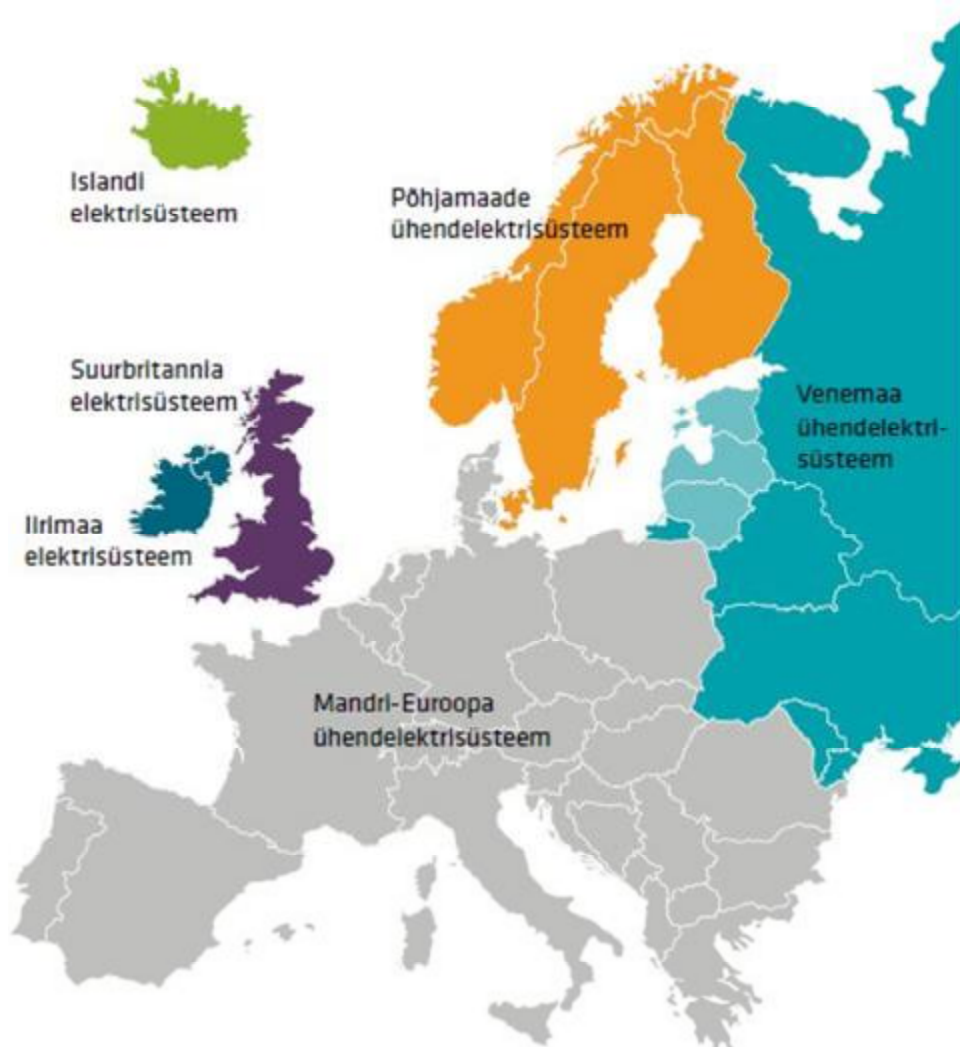 Islandi
elektrisüsteem
Põhjamaade
ühendelektrisüsteem
Suurbritannia
elektrisüsteem
Venemaa
ühendelektri-
süsteem
Iirimaa
elektrisüsteem
Mandri-Euroopa
ühendelektrisüsteem